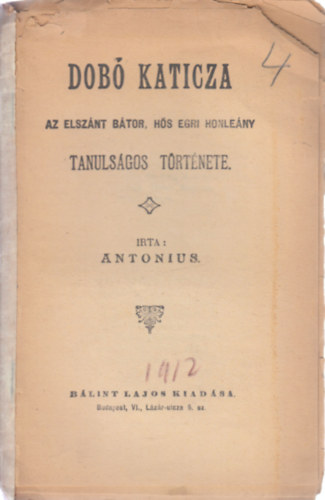 4
DOBÓ KATICZA
AZ ELSZÁNT BÁTOR, HŐS EGRI HONLEÁNY
TANULSÁGOS TÖRTÉNETE.
IRTA:
ANTONIUS.
1912
BÁLINT LAJOS KIADÁSA.
Budapest, VI., Lázár-utcza 5. sz.